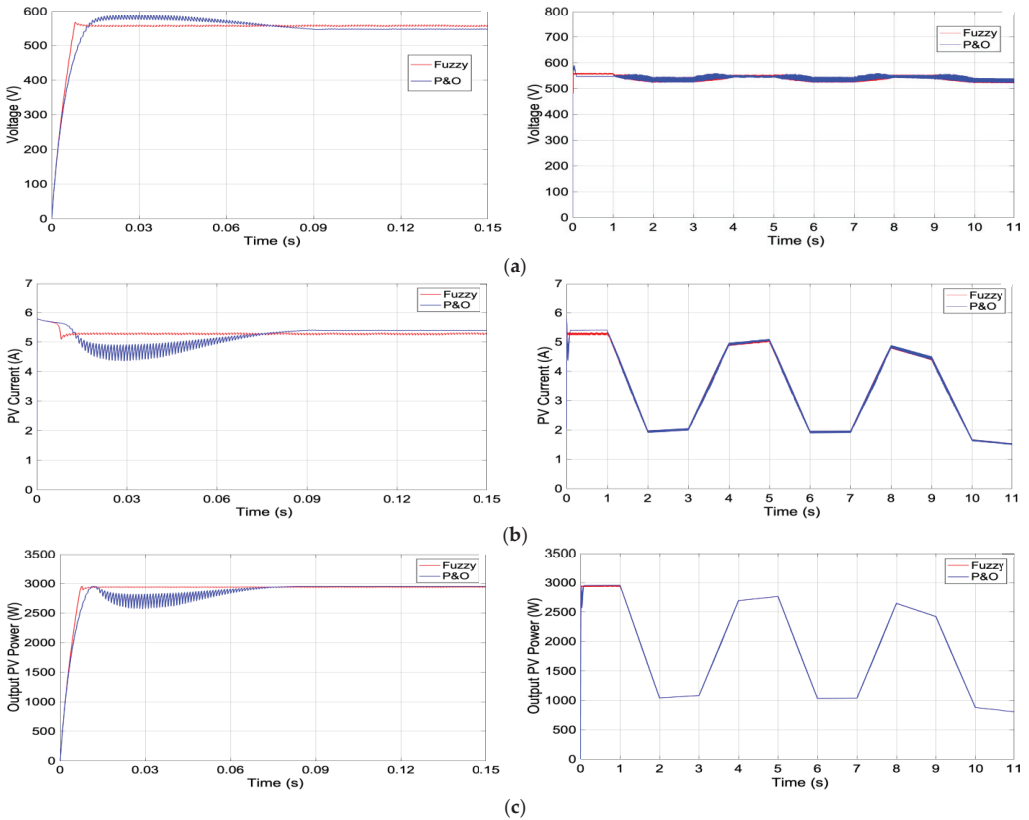 600
500
400
300
200
100
0
Voltage (V)
Fuzzy
P&O
0 0.03 0.06 0.09 0.12 0.15
Time (s)
800
700
600
500
400
300
200
100
0
Voltage (V)
Fuzzy
P&O
0 1 2 3 4 5 6 7 8 9 10 11
Time (s)
(a)
7
6
5
4
3
2
1
0
PV Current (A)
Fuzzy
P&O
0 0.03 0.06 0.09 0.12 0.15
Time (s)
7
6
5
4
3
2
1
0
PV Current (A)
Fuzzy
P&O
0 1 2 3 4 5 6 7 8 9 10 11
Time (s)
(b)
3500
3000
2500
2000
1500
1000
500
0
Output PV Power (W)
Fuzzy
P&O
0 0.03 0.06 0.09 0.12 0.15
Time (s)
3500
3000
2500
2000
1500
1000
500
0
Output PV Power (W)
Fuzzy
P&O
0 1 2 3 4 5 6 7 8 9 10 11
Time (s)
(c)